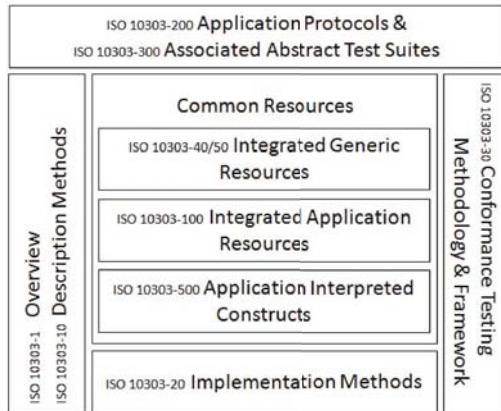 ISO 10303-200 Application Protocols &
ISO 10303-300 Associated Abstract Test Suites
ISO 10303-1 Overview
ISO 10303-10 Description Methods
Common Resources
ISO 10303-40/50 Integrated Generic
Resources
ISO 10303-100 Integrated Application
Resources
ISO 10303-500 Application Interpreted
Constructs
ISO 10303-20 Implementation Methods
ISO 10303-30 Conformance Testing
Methodology & Framework